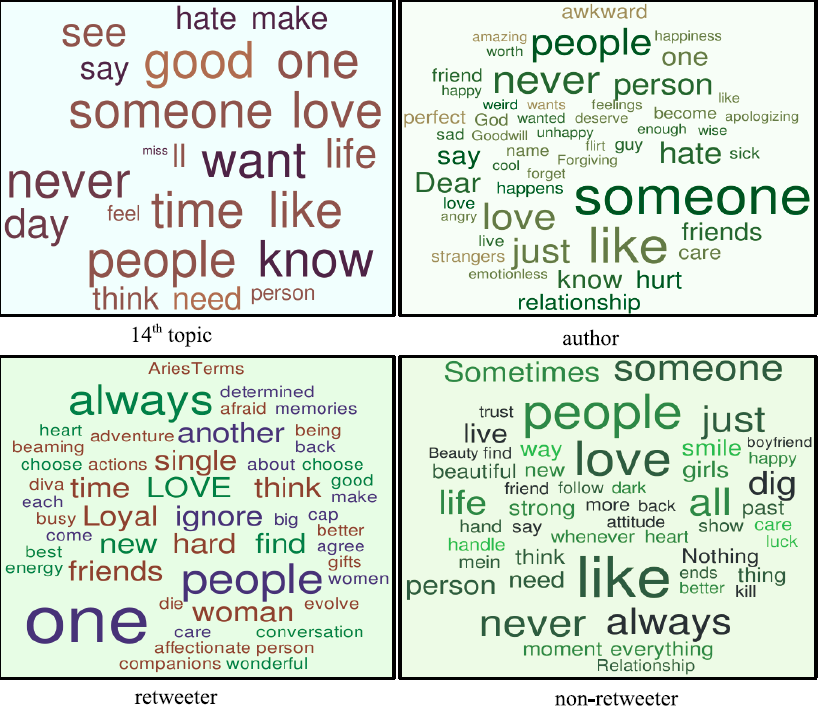 hate make
see
say good one
someone love
miss ll want life
never
day feel time like
people know
think need person
14th topic
awkward
amazing people happiness
worth one
friend never person
happy
weird wants feelings like
perfect God wanted deserve become apologizing
sad Goodwill unhappy enough wise
say name flirt guy hate sick
cool Forgiving
Dear happens forget someone
love
angry love
live just like friends
strangers care
emotionless know hurt
relationship
author
AriesTerms
always determined
afraid memories
heart adventure another being
beaming back
choose actions single about choose
diva time LOVE think good
each make
busy Loyal ignore big cap
come better
best new hard find agree
energy friends gifts
people women
one die woman evolve
care conversation
affectionate person
companions wonderful
retweeter
Sometimes someone
trust people just
live
Beauty find way love smile boyfriend
beautiful new girls happy
friend follow dark dig
life strong more back all past
hand say attitude show care
handle whenever heart luck
mein think Nothing
person need like ends thing
better kill
never always
moment everything
Relationship
non-retweeter